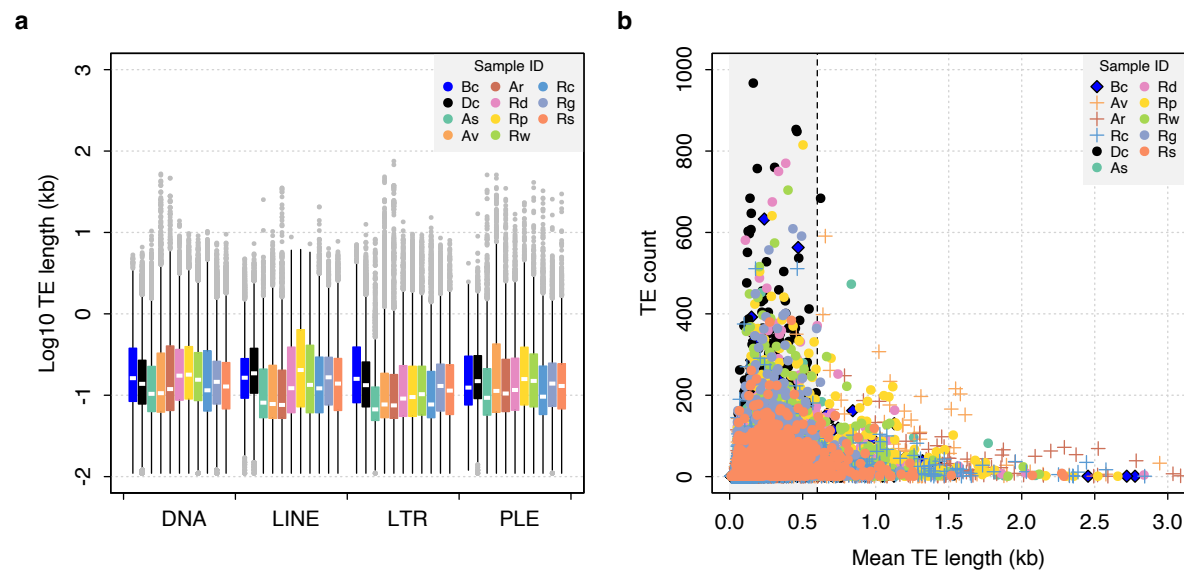 a
Log10 TE length (kb)
3
2
1
0
-1
-2
Sample ID
Bc Ar Rc
Dc Rd Rg
As Rp Rs
Av Rw
DNA LINE LTR PLE
b
TE count
1000
800
600
400
200
0
Sample ID
Bc Rd
Av Rp
Ar Rw
Rc Rg
Dc Rs
As
0.0 0.5 1.0 1.5 2.0 2.5 3.0
Mean TE length (kb)